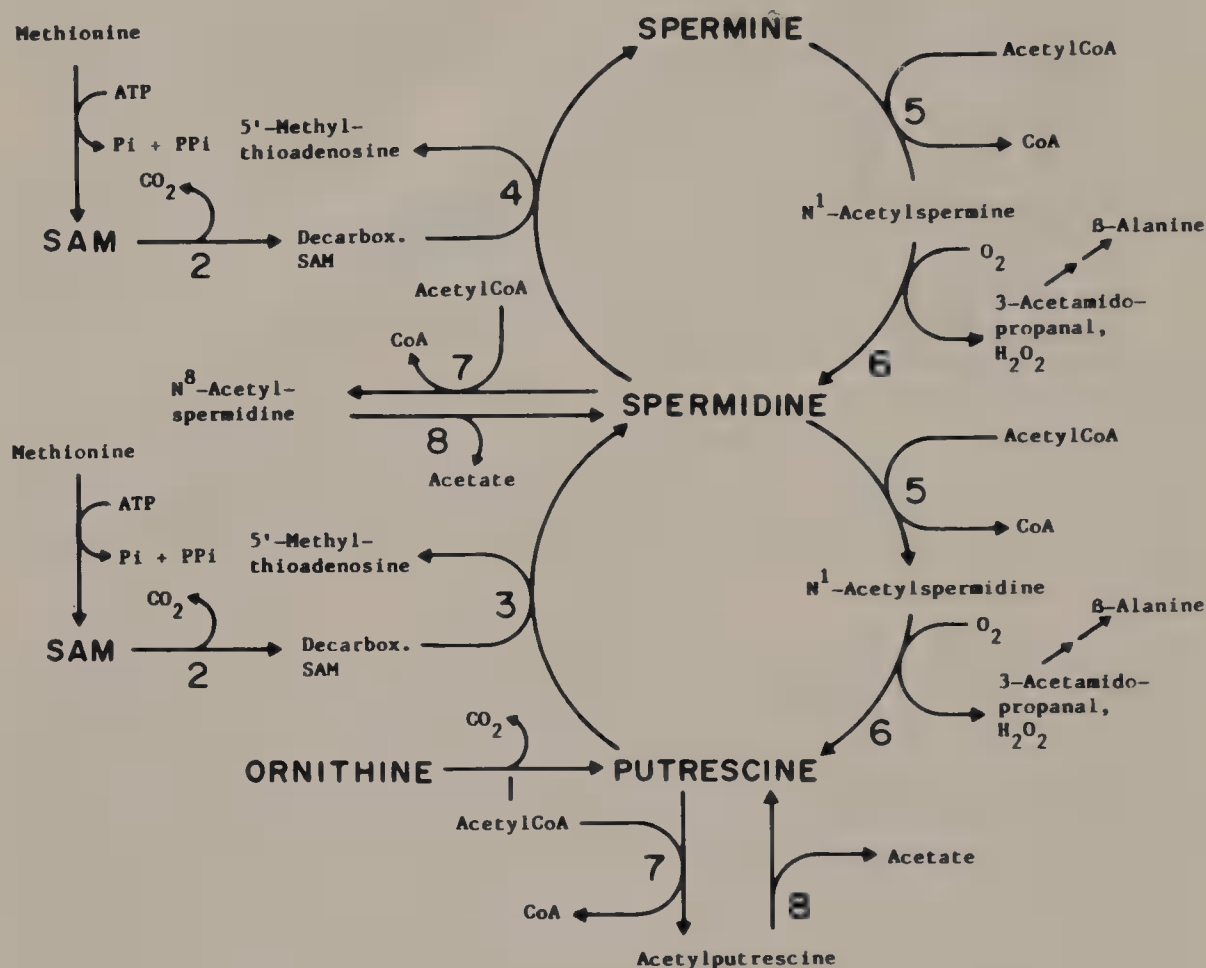 SPERMINE
Methionine
AcetylCoA
ATP
5
5'-Methyl-
thioadenosine
Pi + PPi
CoA
CO2
4
N1-Acetylspermine
β-Alanine
SAM
2
Decarbox.
SAM
O2
AcetylCoA
3-Acetamido-
propanal,
H2O2
CoA
7
6
N8-Acetyl-
spermidine
SPERMIDINE
8
Acetate
AcetylCoA
Methionine
ATP
5
CoA
5'-Methyl-
thioadenosine
Pi + PPi
N1-Acetylspermidine
CO2
3
β-Alanine
O2
SAM
2
Decarbox.
SAM
3-Acetamido-
propanal,
H2O2
6
CO2
ORNITHINE
PUTRESCINE
1
AcetylCoA
7
Acetate
8
CoA
Acetylputrescine